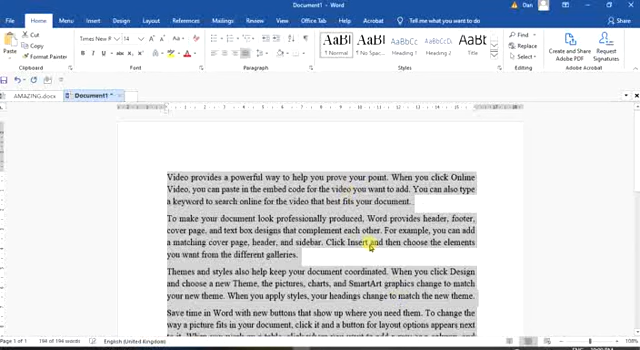 Document1 - Word
Dan
File Home Insert Design Layout References Mailings Review View Office Tab Help Acrobat Tell me what you want to do
Cut
Copy
Format Painter
Paste
Times New R 14
AaBbC AaBbC AaBbCc AaBbCcD AaBbC Title
¶ Normal ¶ No Spac... Heading 1
Find
Replace
Select
Create and Share Adobe PDF
Request Signatures
Clipboard Font Paragraph Styles Editing Adobe Acrobat
AMAZING.docx Document1 *
Video provides a powerful way to help you prove your point. When you click Online
Video, you can paste in the embed code for the video you want to add. You can also type
a keyword to search online for the video that best fits your document.
To make your document look professionally produced, Word provides header, footer,
cover page, and text box designs that complement each other. For example, you can add
a matching cover page, header, and sidebar. Click Insert and then choose the elements
you want from the different galleries.
Themes and styles also help keep your document coordinated. When you click Design
and choose a new Theme, the pictures, charts, and SmartArt graphics change to match
your new theme. When you apply styles, your headings change to match the new theme.
Save time in Word with new buttons that show up where you need them. To change the
way a picture fits in your document, click it and a button for layout options appears next
Page 1 of 1 194 of 194 words English (United Kingdom) 108%